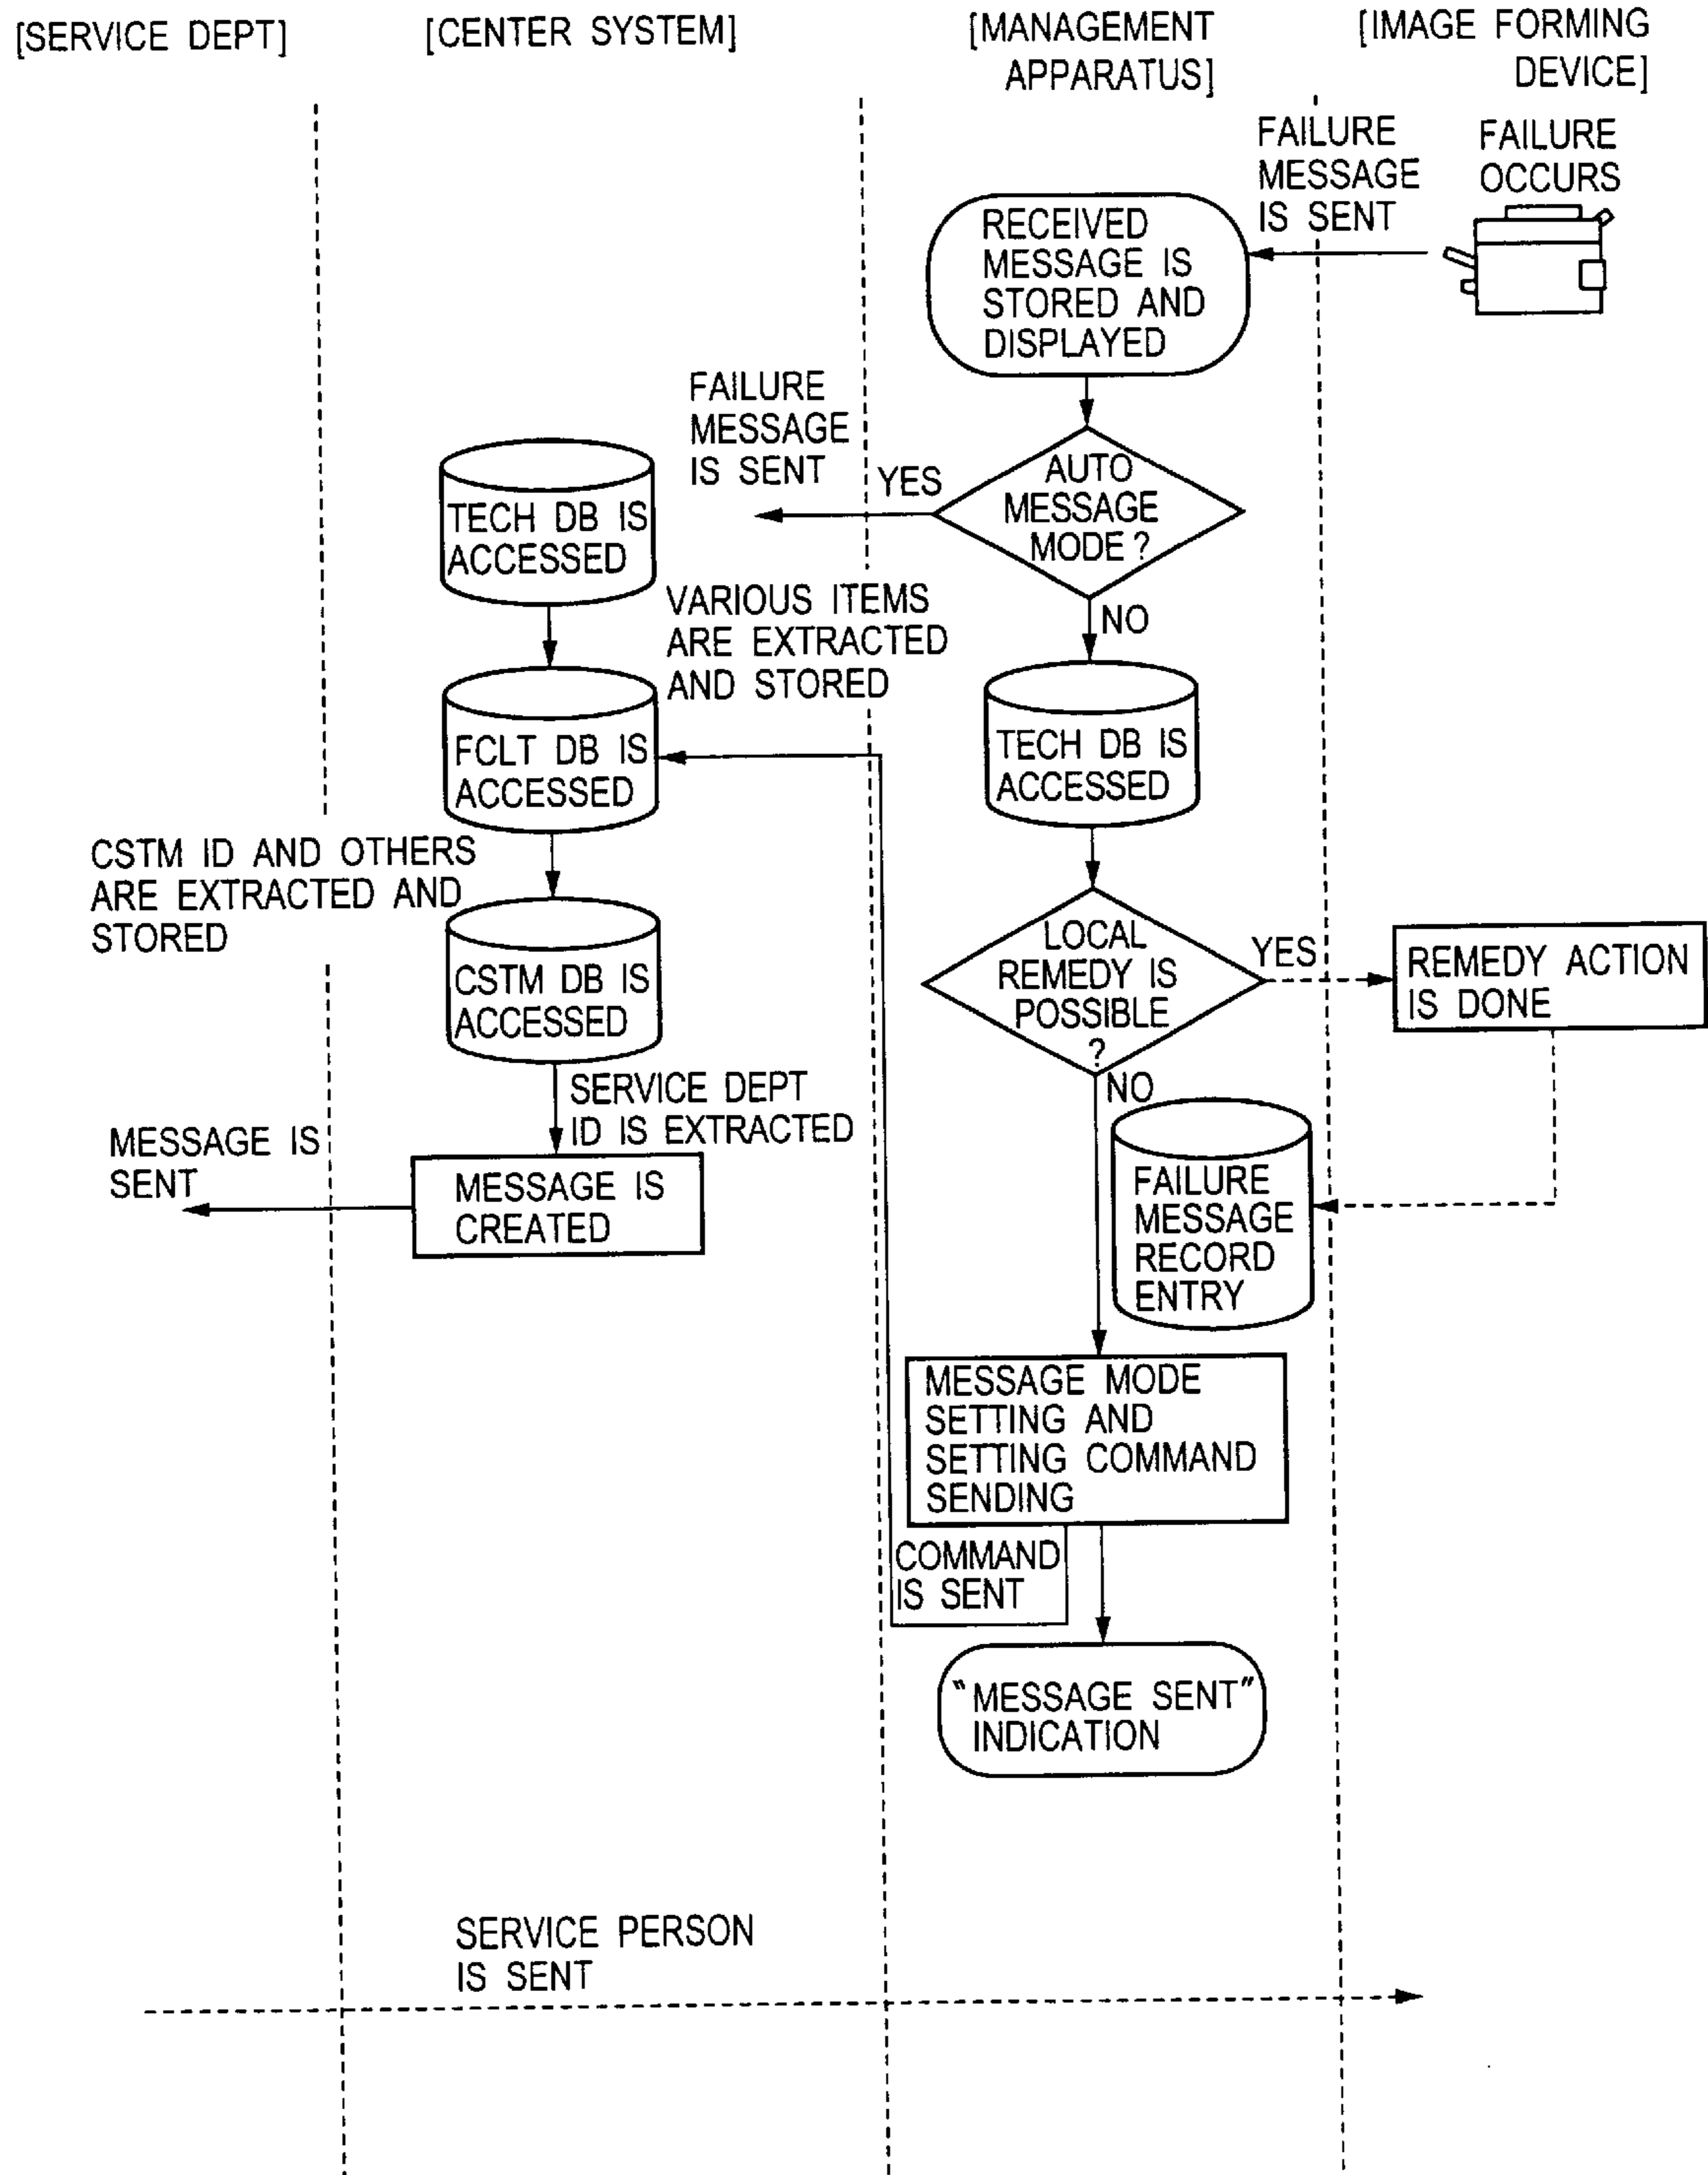 [SERVICE DEPT]
[CENTER SYSTEM]
[MANAGEMENT
APPARATUS]
[IMAGE FORMING
DEVICE]
FAILURE
MESSAGE
IS SENT
FAILURE
OCCURS
RECEIVED
MESSAGE IS
STORED AND
DISPLAYED
FAILURE
MESSAGE
IS SENT
YES
AUTO
MESSAGE
MODE?
NO
TECH DB IS
ACCESSED
VARIOUS ITEMS
ARE EXTRACTED
AND STORED
FCLT DB IS
ACCESSED
TECH DB IS
ACCESSED
CSTM ID AND OTHERS
ARE EXTRACTED AND
STORED
CSTM DB IS
ACCESSED
LOCAL
REMEDY IS
POSSIBLE
?
YES
REMEDY ACTION
IS DONE
NO
SERVICE DEPT
ID IS EXTRACTED
MESSAGE IS
SENT
MESSAGE IS
CREATED
FAILURE
MESSAGE
RECORD
ENTRY
MESSAGE MODE
SETTING AND
SETTING COMMAND
SENDING
COMMAND
IS SENT
"MESSAGE SENT"
INDICATION
SERVICE PERSON
IS SENT